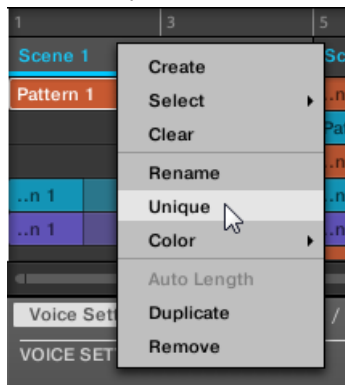 1 3 5
Scene 1 Sc
Create
Pattern 1 ..n
Select
Clear Pat
Rename ..n
..n 1 Unique ..n
..n 1 Color ..n
Auto Length
Voice Sett Duplicate /
VOICE SET Remove